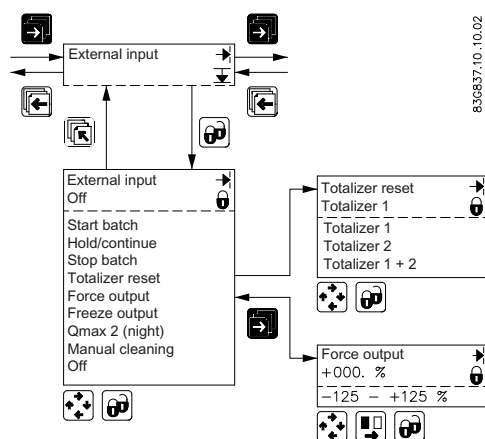 83G837.10.10.02
External input
External input
Off
Start batch
Hold/continue
Stop batch
Totalizer reset
Force output
Freeze output
Qmax 2 (night)
Manual cleaning
Off
Totalizer reset
Totalizer 1
Totalizer 1
Totalizer 2
Totalizer 1 + 2
Force output
+000. %
−125 − +125 %